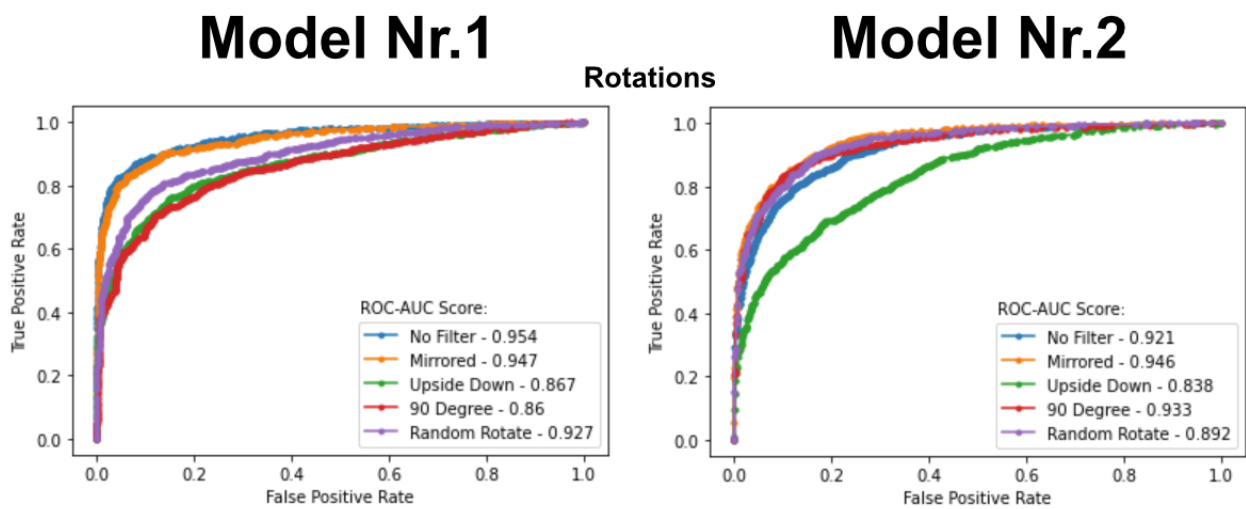 Model Nr.1
Model Nr.2
Rotations
True Positive Rate
1.0
0.8
0.6
0.4
0.2
0.0
ROC-AUC Score:
No Filter - 0.954
Mirrored - 0.947
Upside Down - 0.867
90 Degree - 0.86
Random Rotate - 0.927
0.0 0.2 0.4 0.6 0.8 1.0
False Positive Rate
True Positive Rate
1.0
0.8
0.6
0.4
0.2
0.0
ROC-AUC Score:
No Filter - 0.921
Mirrored - 0.946
Upside Down - 0.838
90 Degree - 0.933
Random Rotate - 0.892
0.0 0.2 0.4 0.6 0.8 1.0
False Positive Rate